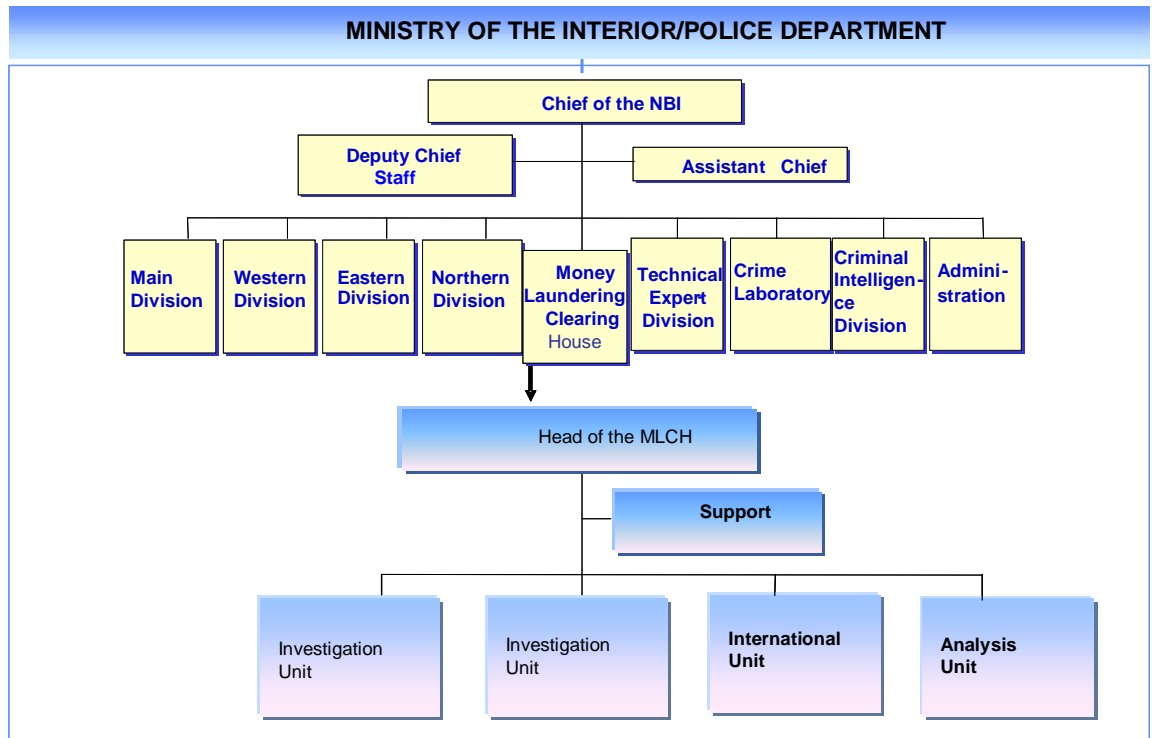 MINISTRY OF THE INTERIOR/POLICE DEPARTMENT
Chief of the NBI
Deputy Chief
Staff
Assistant Chief
Main
Division
Western
Division
Eastern
Division
Northern
Division
Money
Laundering
Clearing
House
Technical
Expert
Division
Crime
Laboratory
Criminal
Intelligen-
ce
Division
Admini-
stration
Head of the MLCH
Support
Investigation
Unit
Investigation
Unit
International
Unit
Analysis
Unit